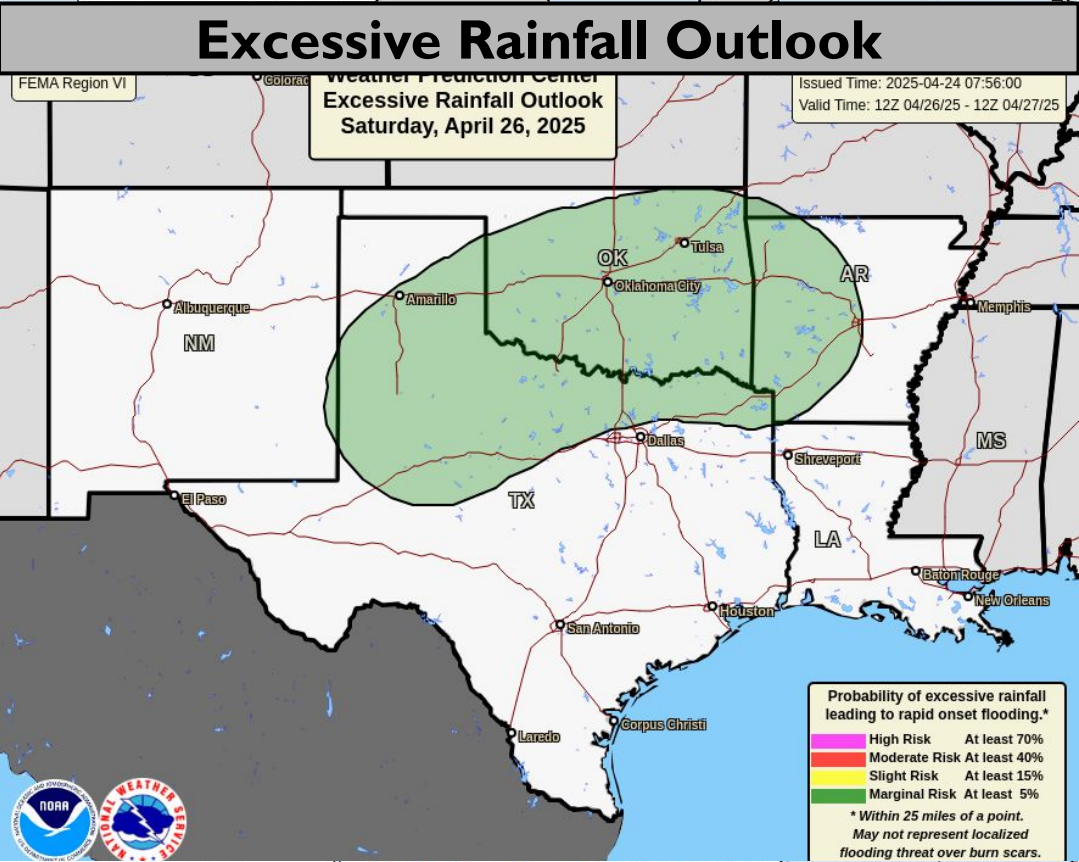 Excessive Rainfall Outlook
FEMA Region VI
Weather Prediction Center
Excessive Rainfall Outlook
Saturday, April 26, 2025
Issued Time: 2025-04-24 07:56:00
Valid Time: 12Z 04/26/25 - 12Z 04/27/25
Colorad
Tulsa
OK
AR
Oklahoma City
Amarillo
Albuquerque
Memphis
NM
Dallas
MS
Shreveport
El Paso
TX
LA
Baton Rouge
New Orleans
Houston
San Antonio
Corpus Christi
Laredo
Probability of excessive rainfall
leading to rapid onset flooding.*
High Risk At least 70%
Moderate Risk At least 40%
Slight Risk At least 15%
Marginal Risk At least 5%
* Within 25 miles of a point.
May not represent localized
flooding threat over burn scars.
NOAA
NATIONAL WEATHER SERVICE